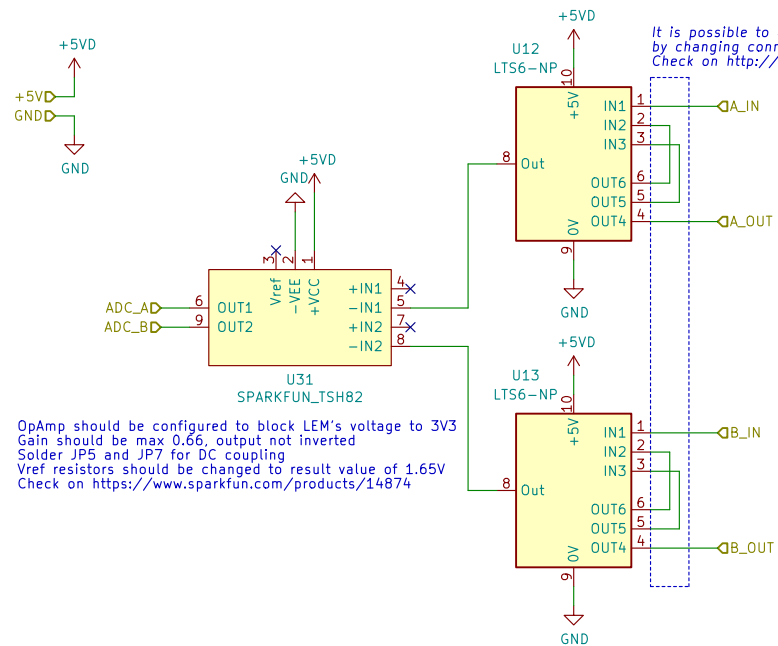 +5VD
+5V
GND
GND
+5VD
GND
3
2
1
Vref
-VEE
+VCC
ADC_A
6
OUT1
ADC_B
9
OUT2
+IN1
4
-IN1
5
+IN2
7
-IN2
8
U31
SPARKFUN_TSH82
OpAmp should be configured to block LEM's voltage to 3V3
Gain should be max 0.66, output not inverted
Solder JP5 and JP7 for DC coupling
Vref resistors should be changed to result value of 1.65V
Check on https://www.sparkfun.com/products/14874
+5VD
U12
LTS6-NP
10
+5V
8
Out
IN1
1
A_IN
IN2
2
IN3
3
OUT6
6
OUT5
5
OUT4
4
A_OUT
0V
9
GND
It is possible to
by changing con
Check on http://
+5VD
U13
LTS6-NP
10
+5V
8
Out
IN1
1
B_IN
IN2
2
IN3
3
OUT6
6
OUT5
5
OUT4
4
B_OUT
0V
9
GND